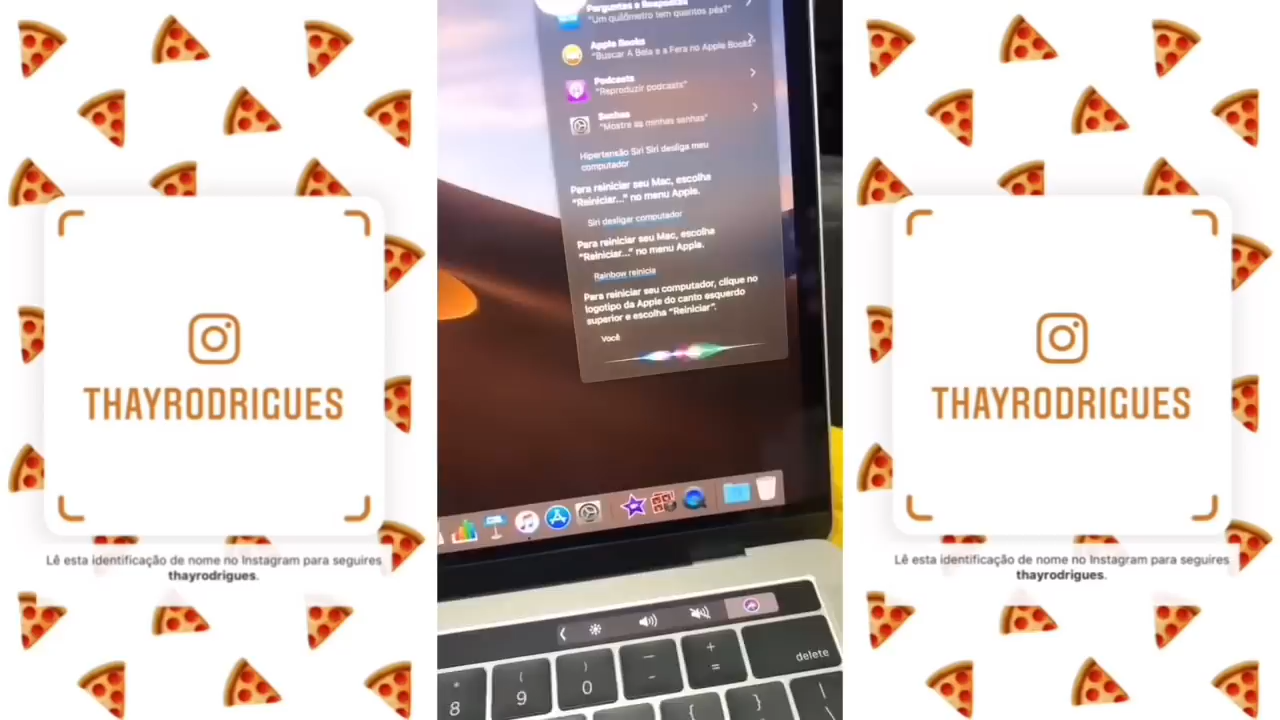 THAYRODRIGUES
Lê esta identificação de nome no Instagram para seguires
thayrodrigues.
Perguntas e Respostas
"Um quilômetro tem quantos pés?"
Apple Books
"Buscar A Bela e a Fera no Apple Books"
Podcasts
"Reproduzir podcasts"
Senhas
"Mostre as minhas senhas"
Hipertensão Siri Siri desliga meu
computador
Para reiniciar seu Mac, escolha
"Reiniciar..." no menu Apple.
Siri desligar computador
Para reiniciar seu Mac, escolha
"Reiniciar..." no menu Apple.
Rainbow reinicia
Para reiniciar seu computador, clique no
logotipo da Apple do canto esquerdo
superior e escolha "Reiniciar".
Você
delete
* ( ) — +
8 9 0 - =
{ } |
\
THAYRODRIGUES
Lê esta identificação de nome no Instagram para seguires
thayrodrigues.